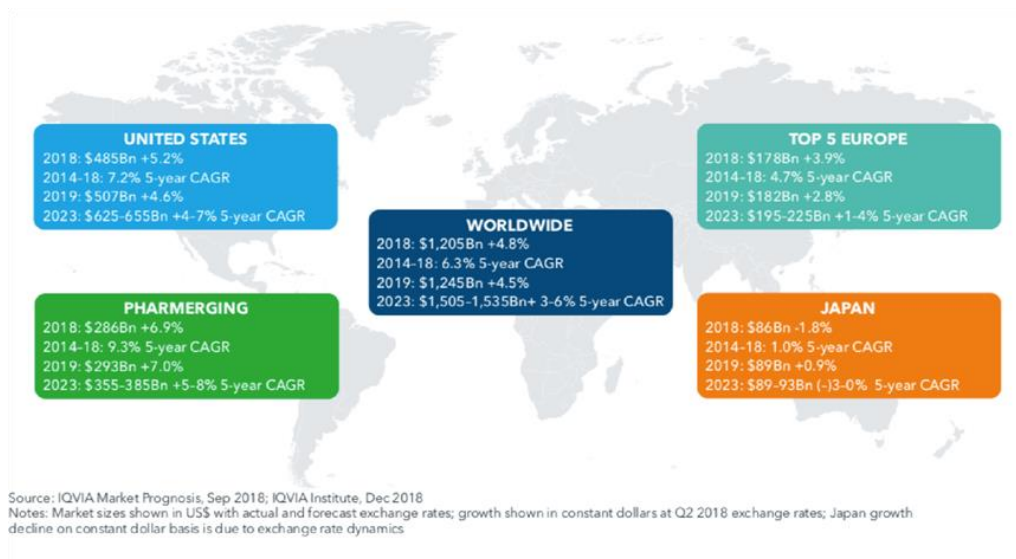 UNITED STATES
2018: $485Bn +5.2%
2014-18: 7.2% 5-year CAGR
2019: $507Bn +4.6%
2023: $625-655Bn +4-7% 5-year CAGR
TOP 5 EUROPE
2018: $178Bn +3.9%
2014-18: 4.7% 5-year CAGR
2019: $182Bn +2.8%
2023: $195-225Bn +1-4% 5-year CAGR
WORLDWIDE
2018: $1,205Bn +4.8%
2014-18: 6.3% 5-year CAGR
2019: $1,245Bn +4.5%
2023: $1,505-1,535Bn+ 3-6% 5-year CAGR
PHARMERGING
2018: $286Bn +6.9%
2014-18: 9.3% 5-year CAGR
2019: $293Bn +7.0%
2023: $355-385Bn +5-8% 5-year CAGR
JAPAN
2018: $86Bn -1.8%
2014-18: 1.0% 5-year CAGR
2019: $89Bn +0.9%
2023: $89-93Bn (-)3-0% 5-year CAGR
Source: IQVIA Market Prognosis, Sep 2018; IQVIA Institute, Dec 2018
Notes: Market sizes shown in US$ with actual and forecast exchange rates; growth shown in constant dollars at Q2 2018 exchange rates; Japan growth
decline on constant dollar basis is due to exchange rate dynamics